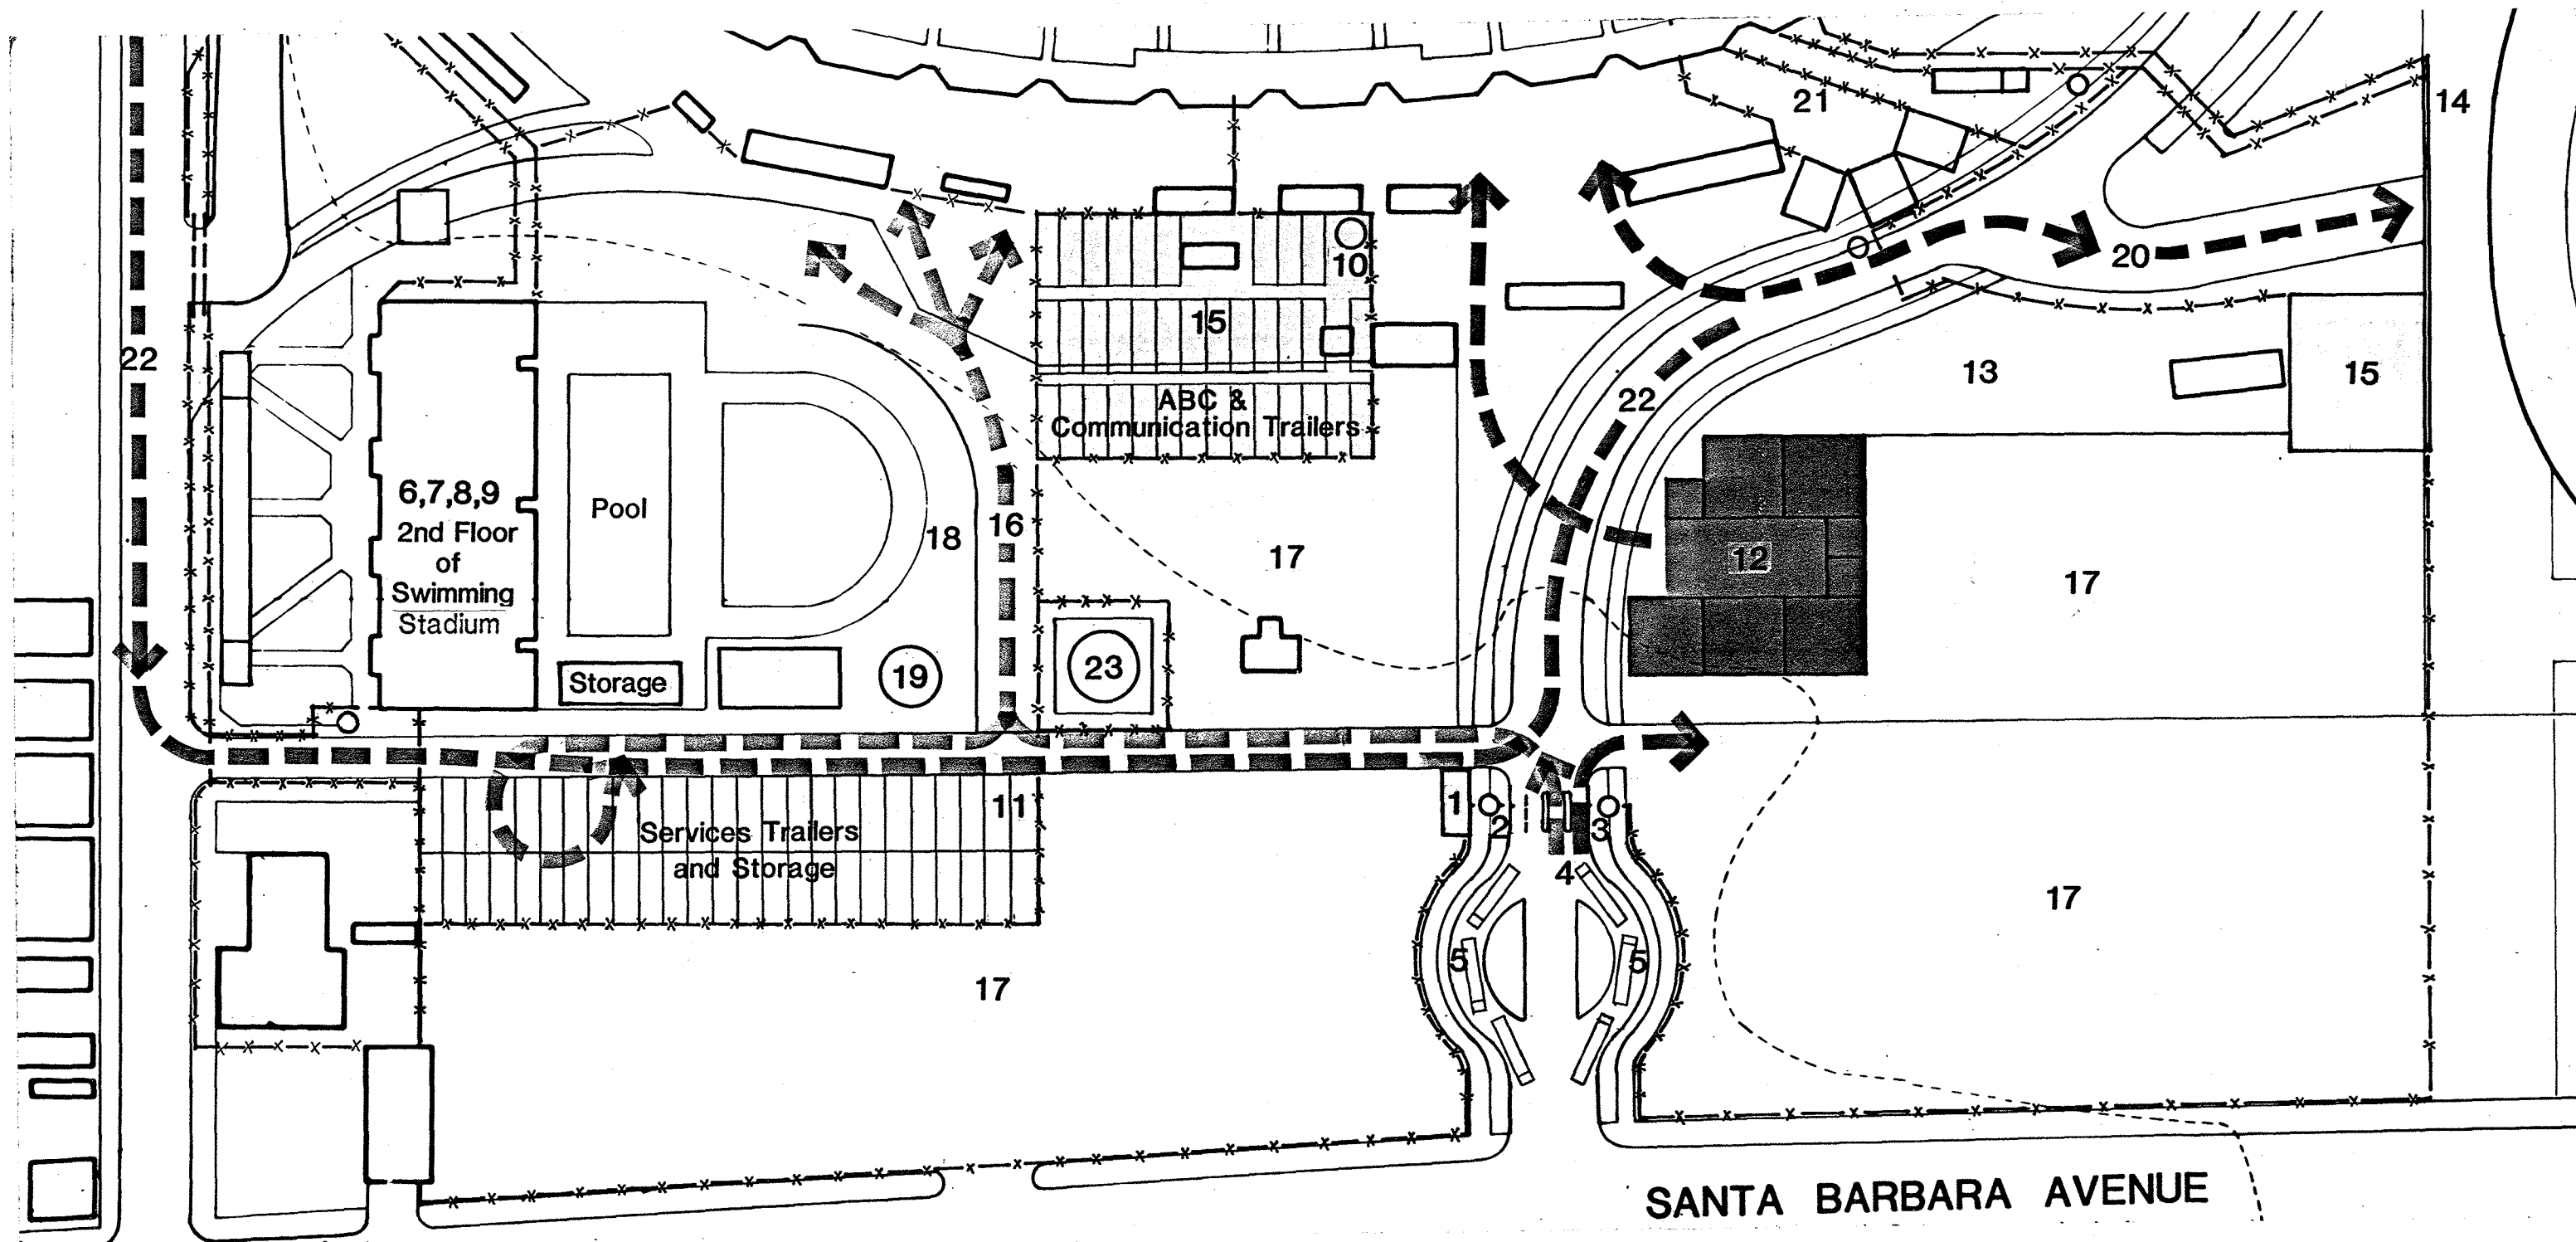 21
14
10
20
15
22
13
15
ABC &
Communication Trailers
22
6,7,8,9
2nd Floor
of
Swimming
Stadium
Pool
18
16
17
12
17
Storage
19
23
11
1
2
3
Services Trailers
and Storage
4
5
5
17
17
SANTA BARBARA AVENUE